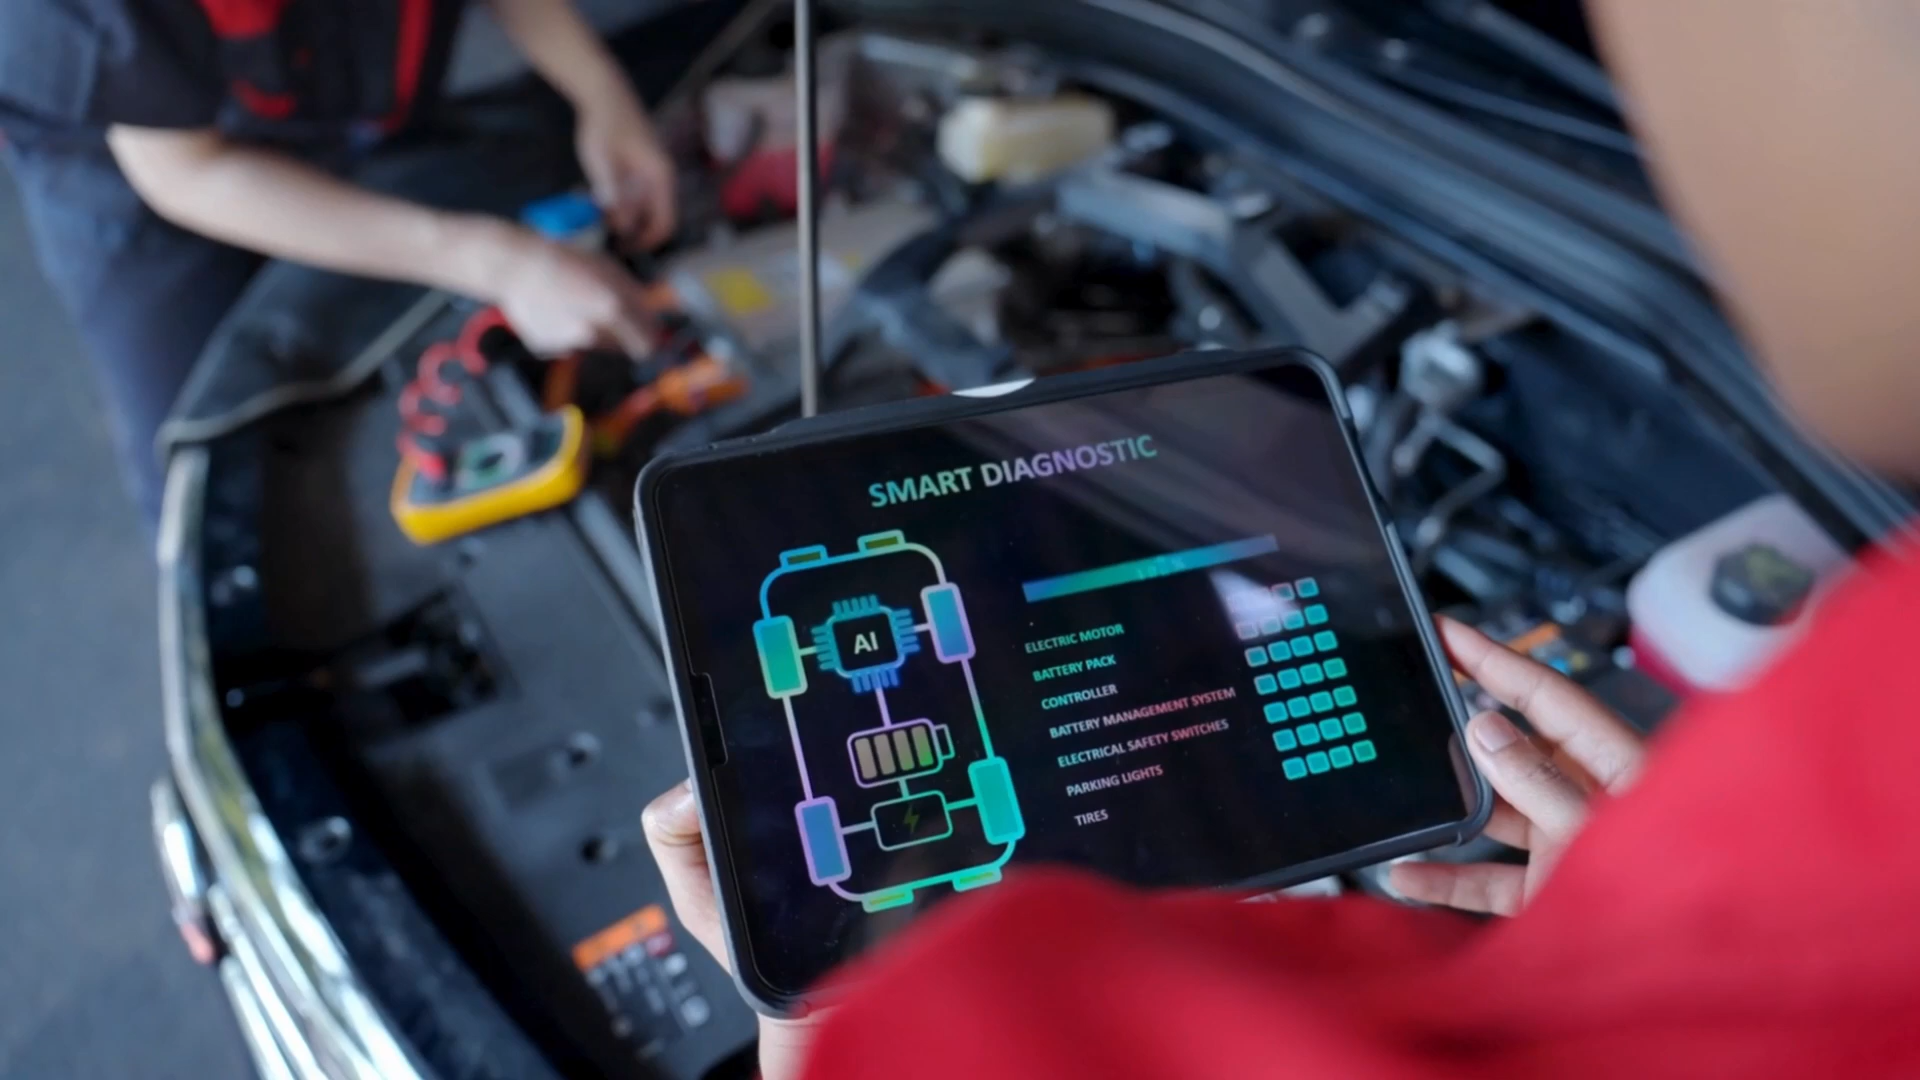 SMART DIAGNOSTIC
AI
ELECTRIC MOTOR
BATTERY PACK
CONTROLLER
BATTERY MANAGEMENT SYSTEM
ELECTRICAL SAFETY SWITCHES
PARKING LIGHTS
TIRES